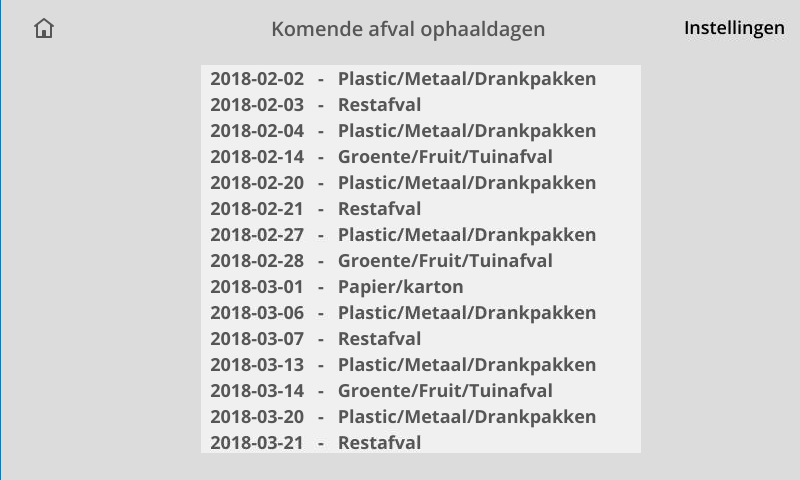 Komende afval ophaaldagen
Instellingen
2018-02-02 - Plastic/Metaal/Drankpakken
2018-02-03 - Restafval
2018-02-04 - Plastic/Metaal/Drankpakken
2018-02-14 - Groente/Fruit/Tuinafval
2018-02-20 - Plastic/Metaal/Drankpakken
2018-02-21 - Restafval
2018-02-27 - Plastic/Metaal/Drankpakken
2018-02-28 - Groente/Fruit/Tuinafval
2018-03-01 - Papier/karton
2018-03-06 - Plastic/Metaal/Drankpakken
2018-03-07 - Restafval
2018-03-13 - Plastic/Metaal/Drankpakken
2018-03-14 - Groente/Fruit/Tuinafval
2018-03-20 - Plastic/Metaal/Drankpakken
2018-03-21 - Restafval